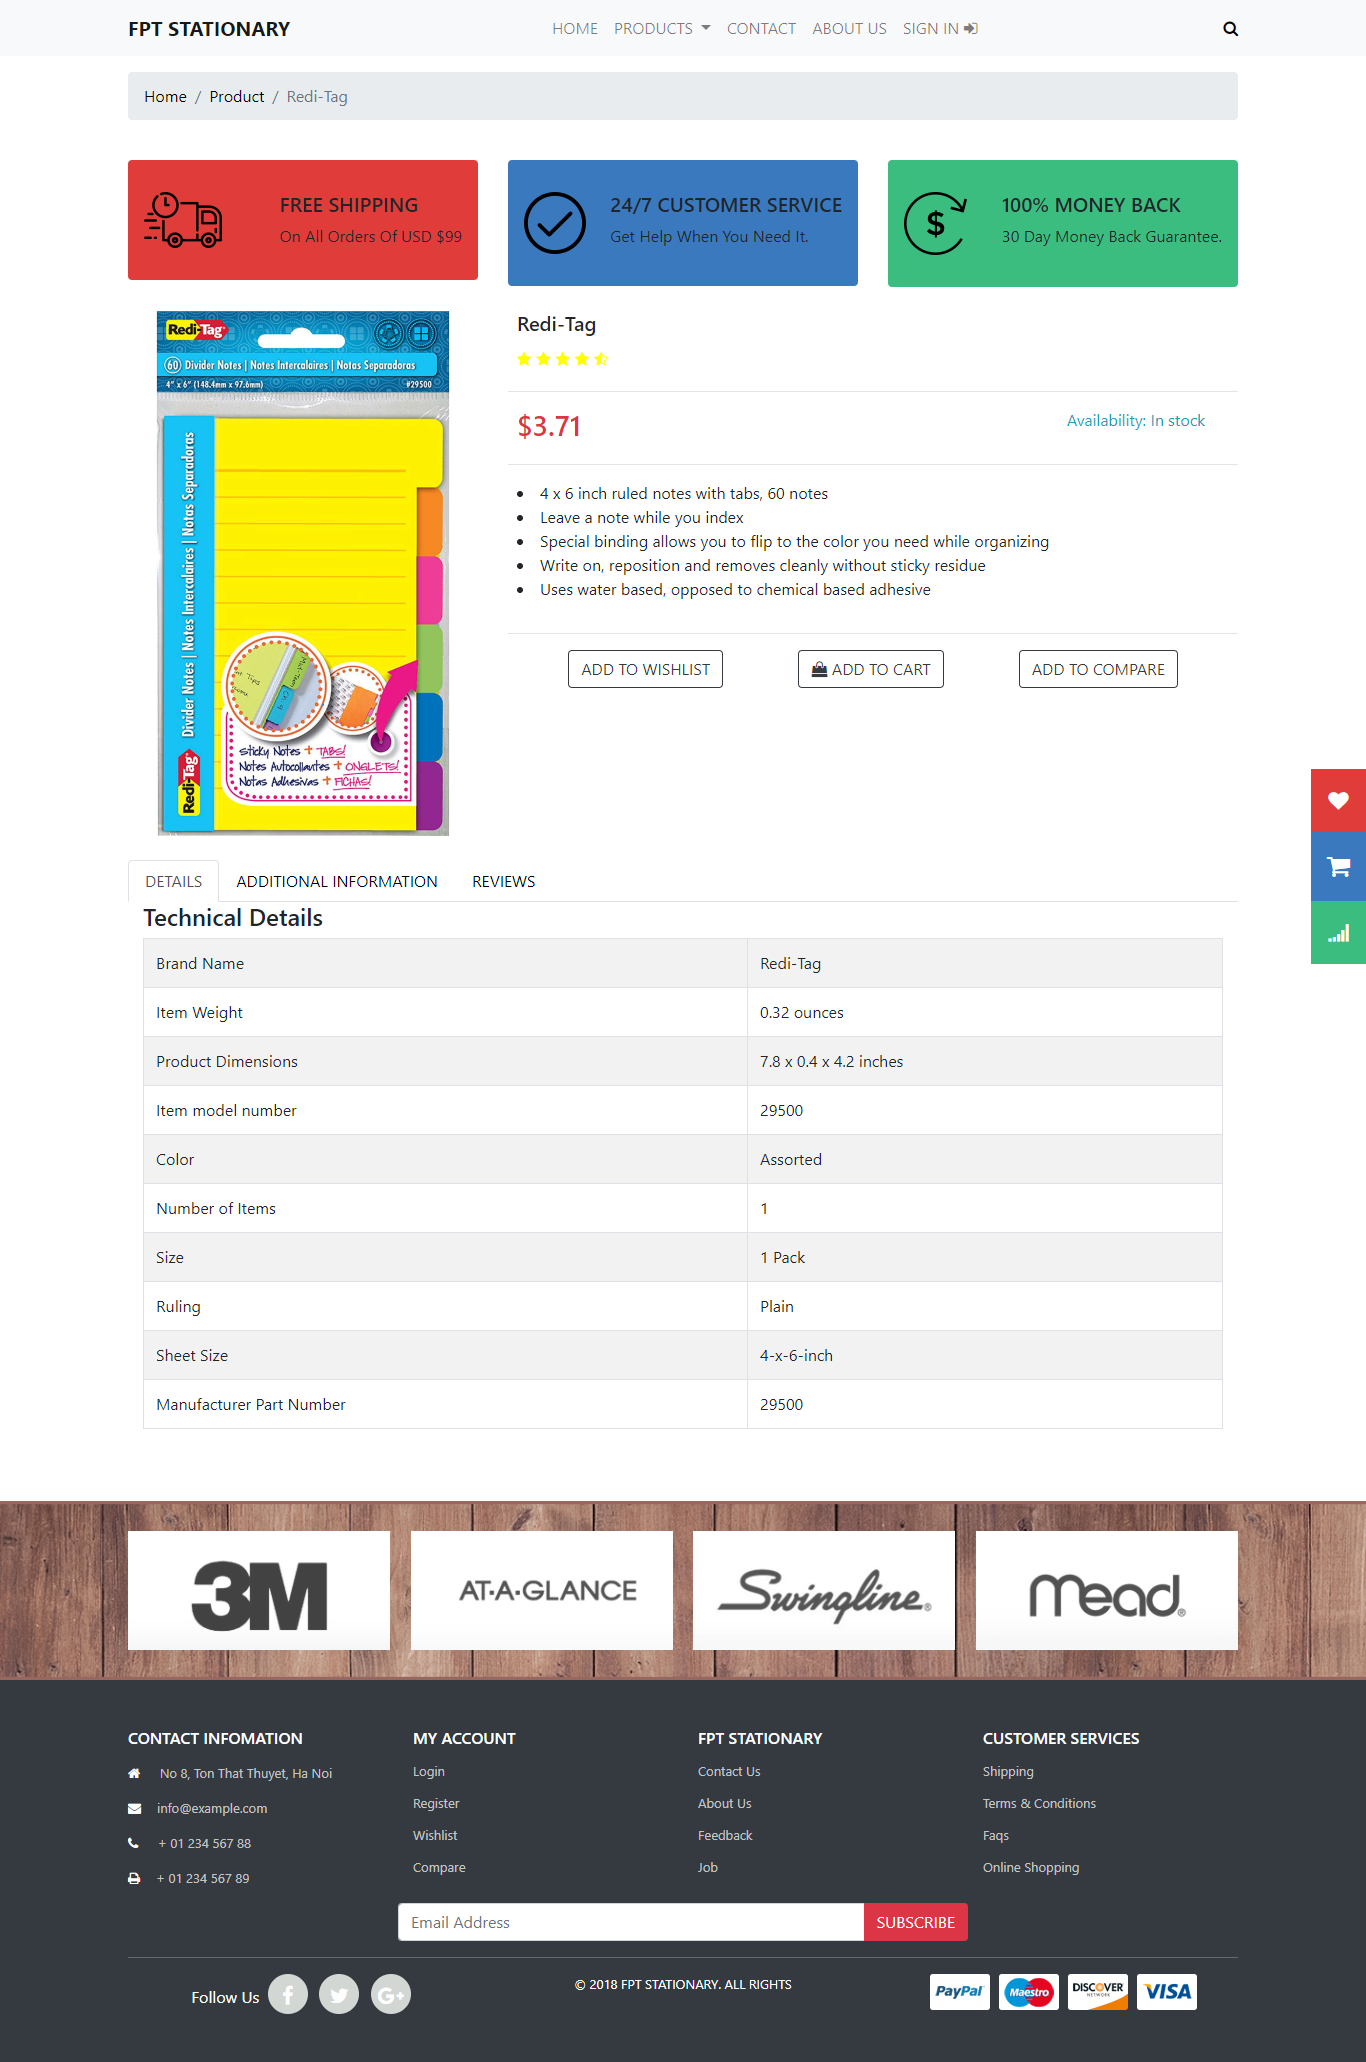 FPT STATIONARY
HOME PRODUCTS CONTACT ABOUT US SIGN IN
Home / Product / Redi-Tag
FREE SHIPPING
On All Orders Of USD $99
24/7 CUSTOMER SERVICE
Get Help When You Need It.
100% MONEY BACK
30 Day Money Back Guarantee.
Redi-Tag
60 Divider Notes | Notes Intercalaires | Notas Separadoras
4" x 6" (148.4mm x 97.6mm) #29500
Divider Notes | Notes Intercalaires | Notas Separadoras
Redi-Tag
Sticky Notes + TABS!
Notes Autocollantes + ONGLETS!
Notas Adhesivas + FICHAS!
Redi-Tag
$3.71
Availability: In stock
• 4 x 6 inch ruled notes with tabs, 60 notes
• Leave a note while you index
• Special binding allows you to flip to the color you need while organizing
• Write on, reposition and removes cleanly without sticky residue
• Uses water based, opposed to chemical based adhesive
ADD TO WISHLIST ADD TO CART ADD TO COMPARE
DETAILS ADDITIONAL INFORMATION REVIEWS
Technical Details
Brand Name Redi-Tag
Item Weight 0.32 ounces
Product Dimensions 7.8 x 0.4 x 4.2 inches
Item model number 29500
Color Assorted
Number of Items 1
Size 1 Pack
Ruling Plain
Sheet Size 4-x-6-inch
Manufacturer Part Number 29500
3M AT-A-GLANCE Swingline® Mead®
CONTACT INFOMATION
No 8, Ton That Thuyet, Ha Noi
info@example.com
+ 01 234 567 88
+ 01 234 567 89
MY ACCOUNT
Login
Register
Wishlist
Compare
FPT STATIONARY
Contact Us
About Us
Feedback
Job
CUSTOMER SERVICES
Shipping
Terms & Conditions
Faqs
Online Shopping
Email Address SUBSCRIBE
Follow Us
© 2018 FPT STATIONARY. ALL RIGHTS
PayPal Maestro DISCOVER NETWORK VISA